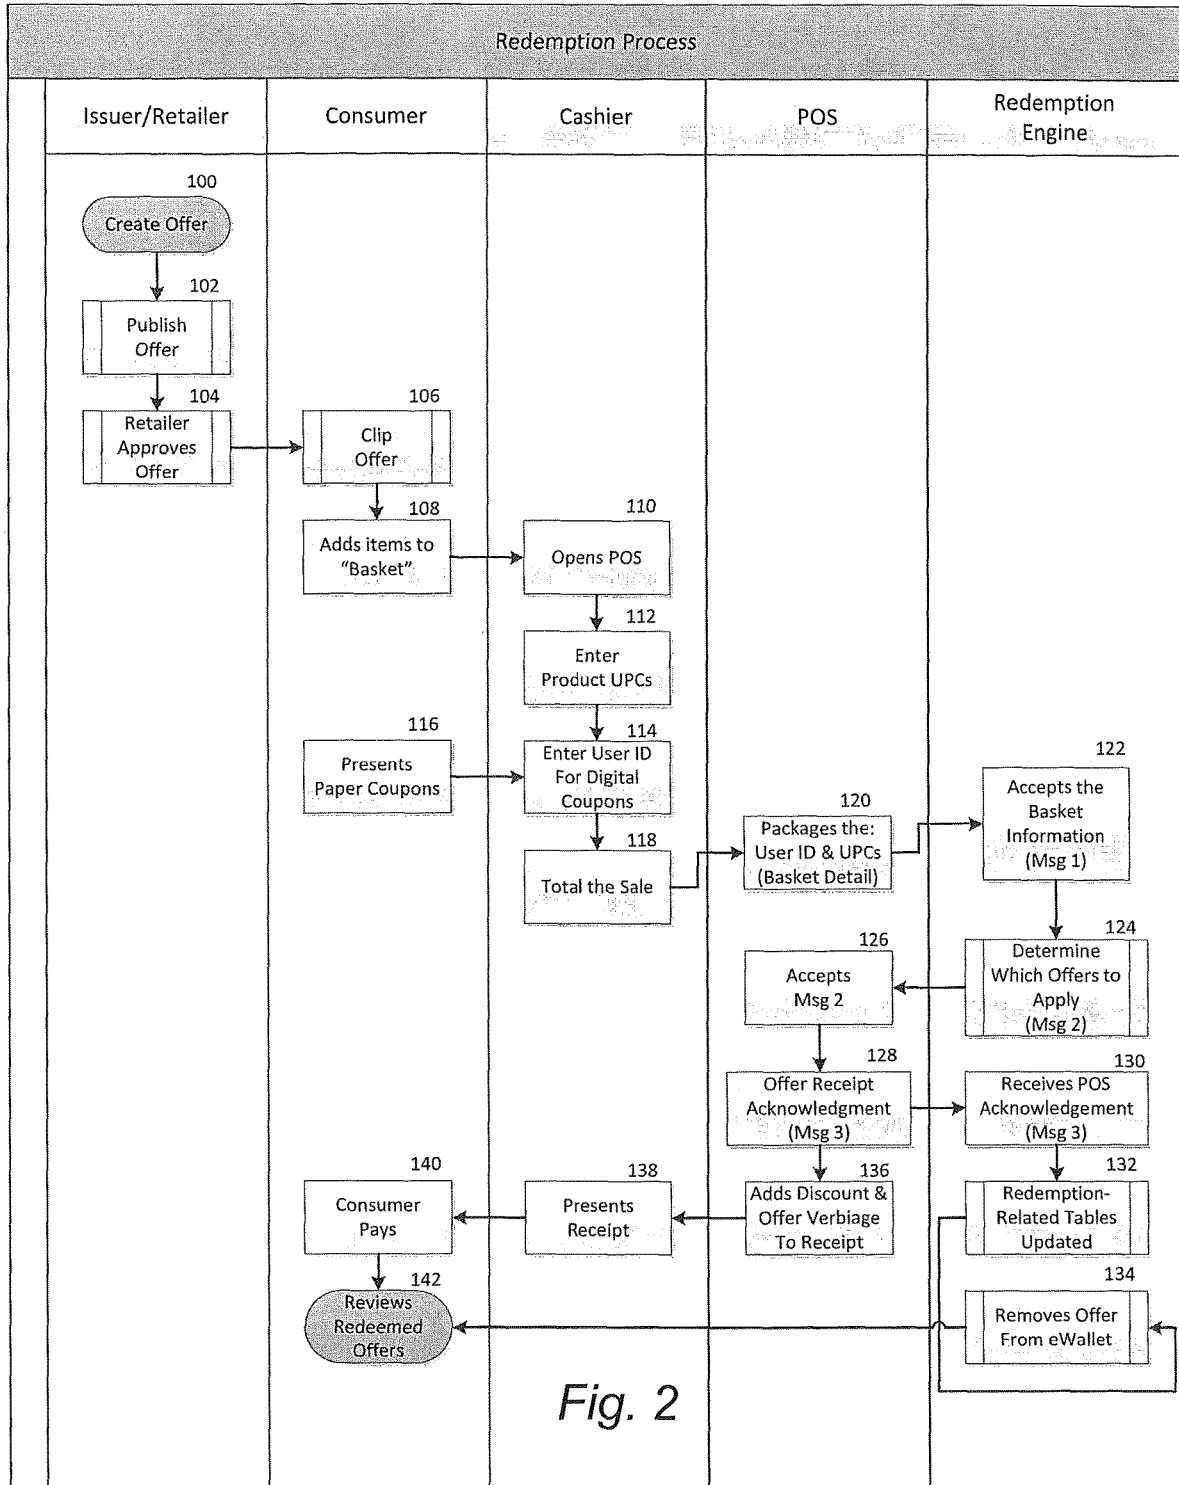 Redemption Process
Issuer/Retailer
Consumer
Cashier
POS
Redemption
Engine
100
Create Offer
102
Publish
Offer
104
Retailer
Approves
Offer
106
Clip
Offer
108
Adds items to
“Basket”
110
Opens POS
112
Enter
Product UPCs
116
Presents
Paper Coupons
114
Enter User ID
For Digital
Coupons
118
Total the Sale
120
Packages the:
User ID & UPCs
(Basket Detail)
122
Accepts the
Basket
Information
(Msg 1)
124
Determine
Which Offers to
Apply
(Msg 2)
126
Accepts
Msg 2
128
Offer Receipt
Acknowledgment
(Msg 3)
130
Receives POS
Acknowledgement
(Msg 3)
132
Redemption-
Related Tables
Updated
134
Removes Offer
From eWallet
136
Adds Discount &
Offer Verbiage
To Receipt
138
Presents
Receipt
140
Consumer
Pays
142
Reviews
Redeemed
Offers
Fig. 2